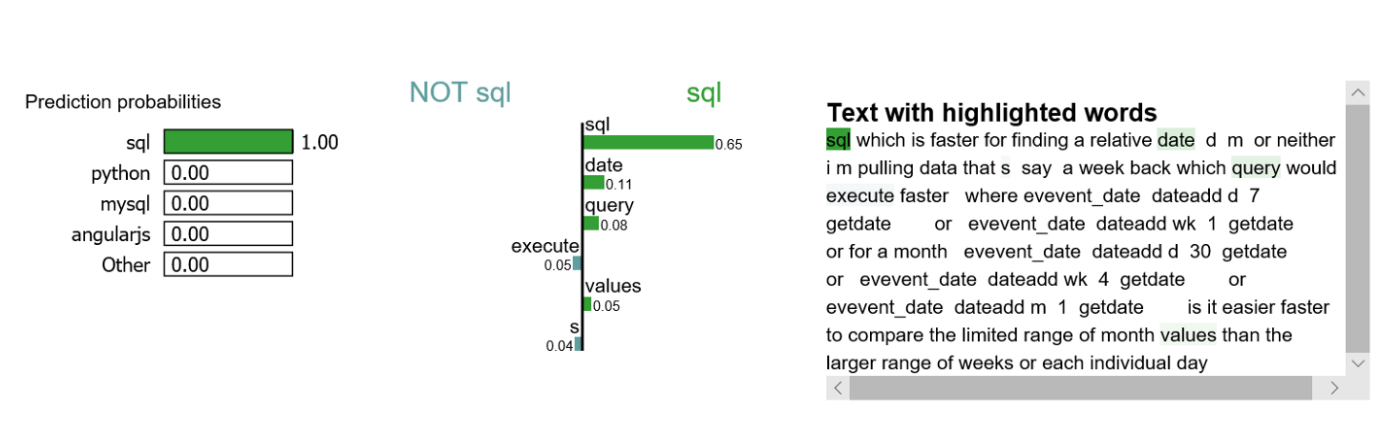 Prediction probabilities
sql 1.00
python 0.00
mysql 0.00
angularjs 0.00
Other 0.00
NOT sql sql
sql
0.65
date
0.11
query
0.08
execute
0.05
values
0.05
s
0.04
Text with highlighted words
sql which is faster for finding a relative date d m or neither
i m pulling data that s say a week back which query would
execute faster where evevent_date dateadd d 7
getdate or evevent_date dateadd wk 1 getdate
or for a month evevent_date dateadd d 30 getdate
or evevent_date dateadd wk 4 getdate or
evevent_date dateadd m 1 getdate is it easier faster
to compare the limited range of month values than the
larger range of weeks or each individual day